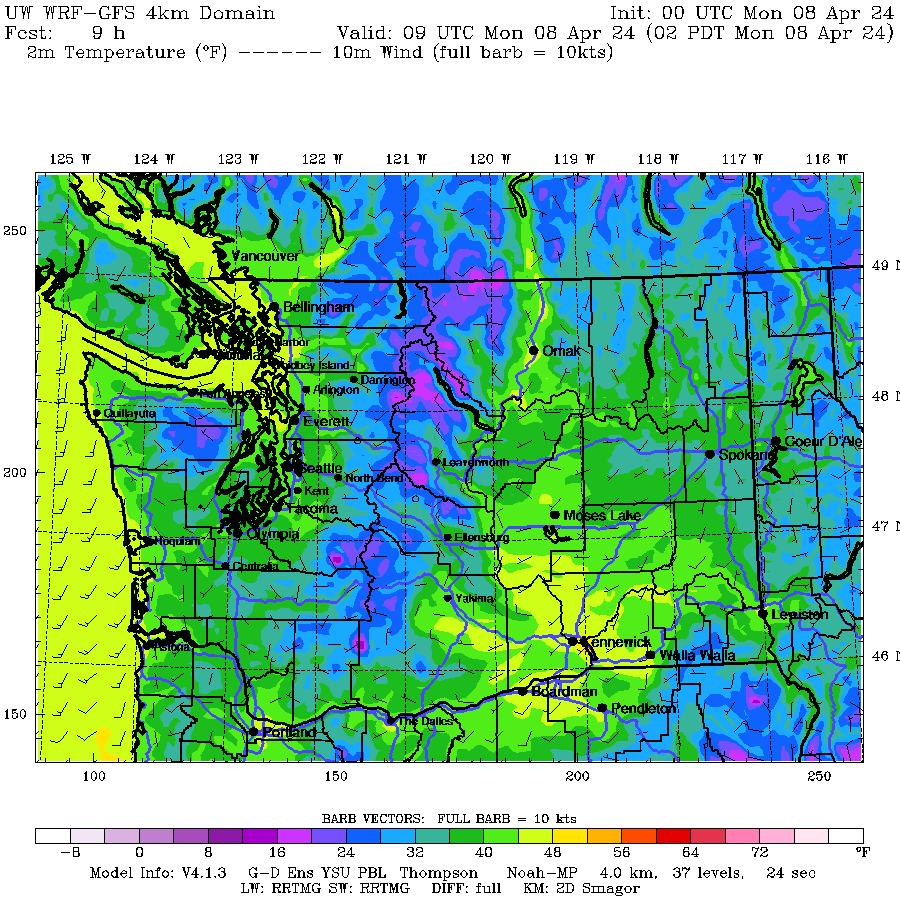 UW WRF-GFS 4km Domain Init: 00 UTC Mon 08 Apr 24
Fcst: 9 h Valid: 09 UTC Mon 08 Apr 24 (02 PDT Mon 08 Apr 24)
2m Temperature (°F) ------ 10m Wind (full barb = 10kts)
125 W 124 W 123 W 122 W 121 W 120 W 119 W 118 W 117 W 116 W
250
Vancouver
49 N
Bellingham
Harbor
Omak
Island
Darrington
Arlington
48 N
Quillayute
Everett
Coeur D'Ale
Spokane
Leavenworth
200
Seattle
North Bend
Kent
Tacoma
Moses Lake
47 N
Olympia
Ellensburg
Hoquiam
Centralia
Yakima
Lewiston
Kennewick
Astoria
Walla Walla
46 N
Boardman
Pendleton
150
The Dalles
Portland
100 150 200 250
BARB VECTORS: FULL BARB = 10 kts
-8 0 8 16 24 32 40 48 56 64 72 °F
Model Info: V4.1.3 G-D Ens YSU PBL Thompson Noah-MP 4.0 km, 37 levels, 24 sec
LW: RRTMG SW: RRTMG DIFF: full KM: 2D Smagor